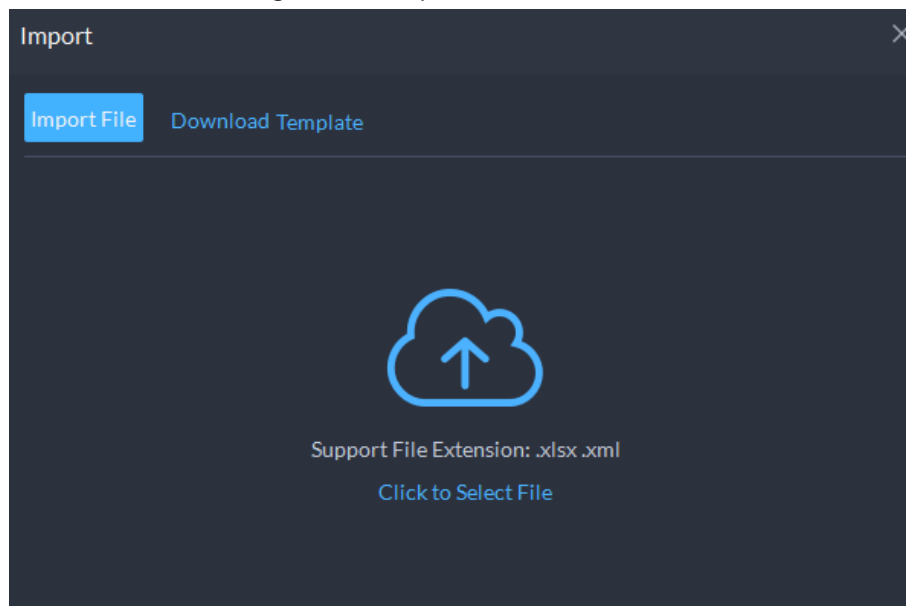 Import
Import File Download Template
Support File Extension: .xlsx .xml
Click to Select File